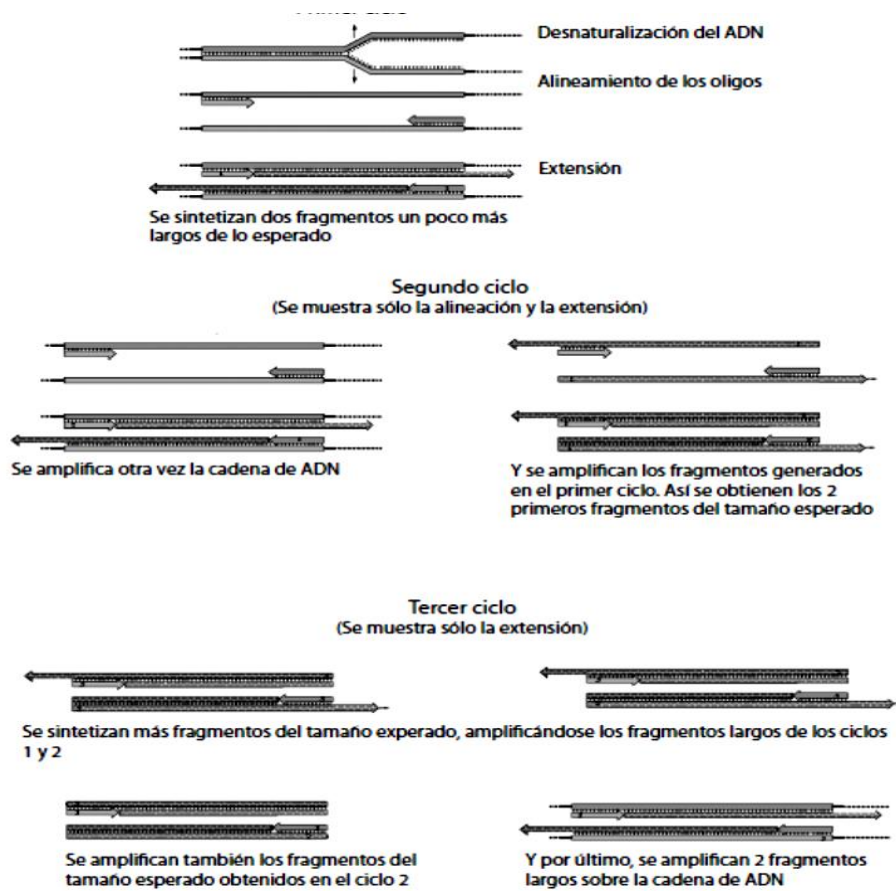 Desnaturalización del ADN
Alineamiento de los oligos
Extensión
Se sintetizan dos fragmentos un poco más
largos de lo esperado
Segundo ciclo
(Se muestra sólo la alineación y la extensión)
Se amplifica otra vez la cadena de ADN
Y se amplifican los fragmentos generados
en el primer ciclo. Así se obtienen los 2
primeros fragmentos del tamaño esperado
Tercer ciclo
(Se muestra sólo la extensión)
Se sintetizan más fragmentos del tamaño experado, amplificándose los fragmentos largos de los ciclos
1 y 2
Se amplifican también los fragmentos del
tamaño esperado obtenidos en el ciclo 2
Y por último, se amplifican 2 fragmentos
largos sobre la cadena de ADN